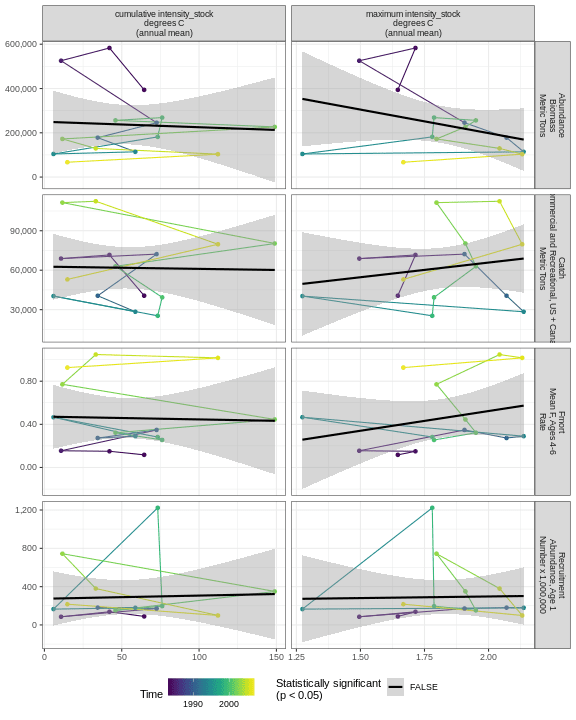 cumulative intensity_stock
degrees C
(annual mean)
maximum intensity_stock
degrees C
(annual mean)
600,000
400,000
200,000
0
Abundance
Biomass
Metric Tons
90,000
60,000
30,000
Catch
and Recreational, US +
Metric Tons
0.80
0.40
0.00
Fmort
Mean F, Ages 4-6
Rate
1,200
800
400
0
Recruitment
Abundance, Age 1
Number x 1,000,000
0
50
100
150
1.25
1.50
1.75
2.00
Time
1990
2000
Statistically significant
(p < 0.05)
FALSE